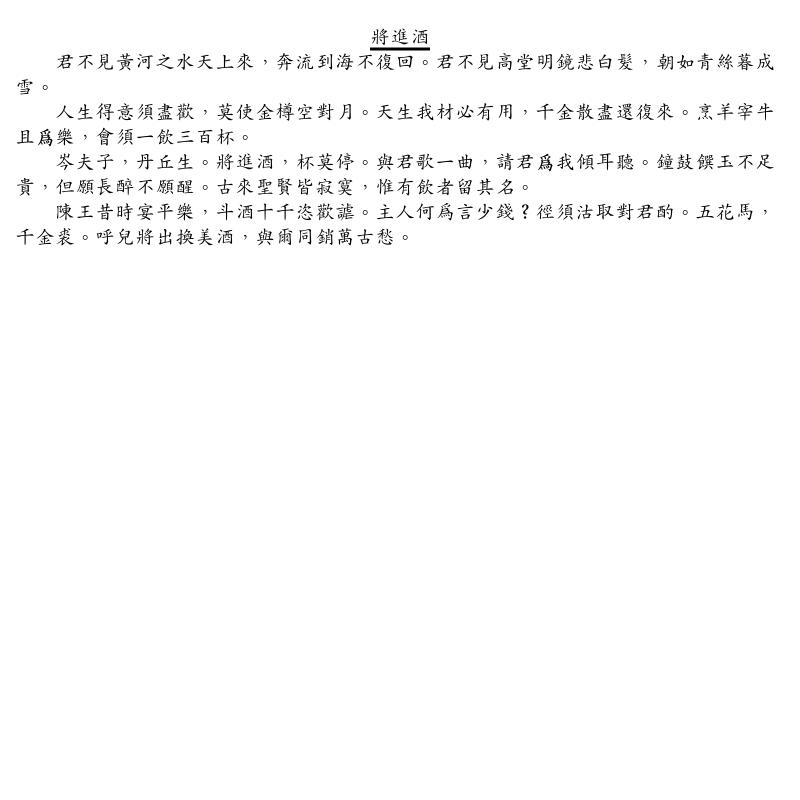 將進酒
君不見黃河之水天上來，奔流到海不復回。君不見高堂明鏡悲白髮，朝如青絲暮成
雪。
人生得意須盡歡，莫使金樽空對月。天生我材必有用，千金散盡還復來。烹羊宰牛
且爲樂，會須一飲三百杯。
岑夫子，丹丘生。將進酒，杯莫停。與君歌一曲，請君爲我傾耳聽。鐘鼓饌玉不足
貴，但願長醉不願醒。古來聖賢皆寂寞，惟有飲者留其名。
陳王昔時宴平樂，斗酒十千恣歡謔。主人何爲言少錢？徑須沽取對君酌。五花馬，
千金裘。呼兒將出換美酒，與爾同銷萬古愁。